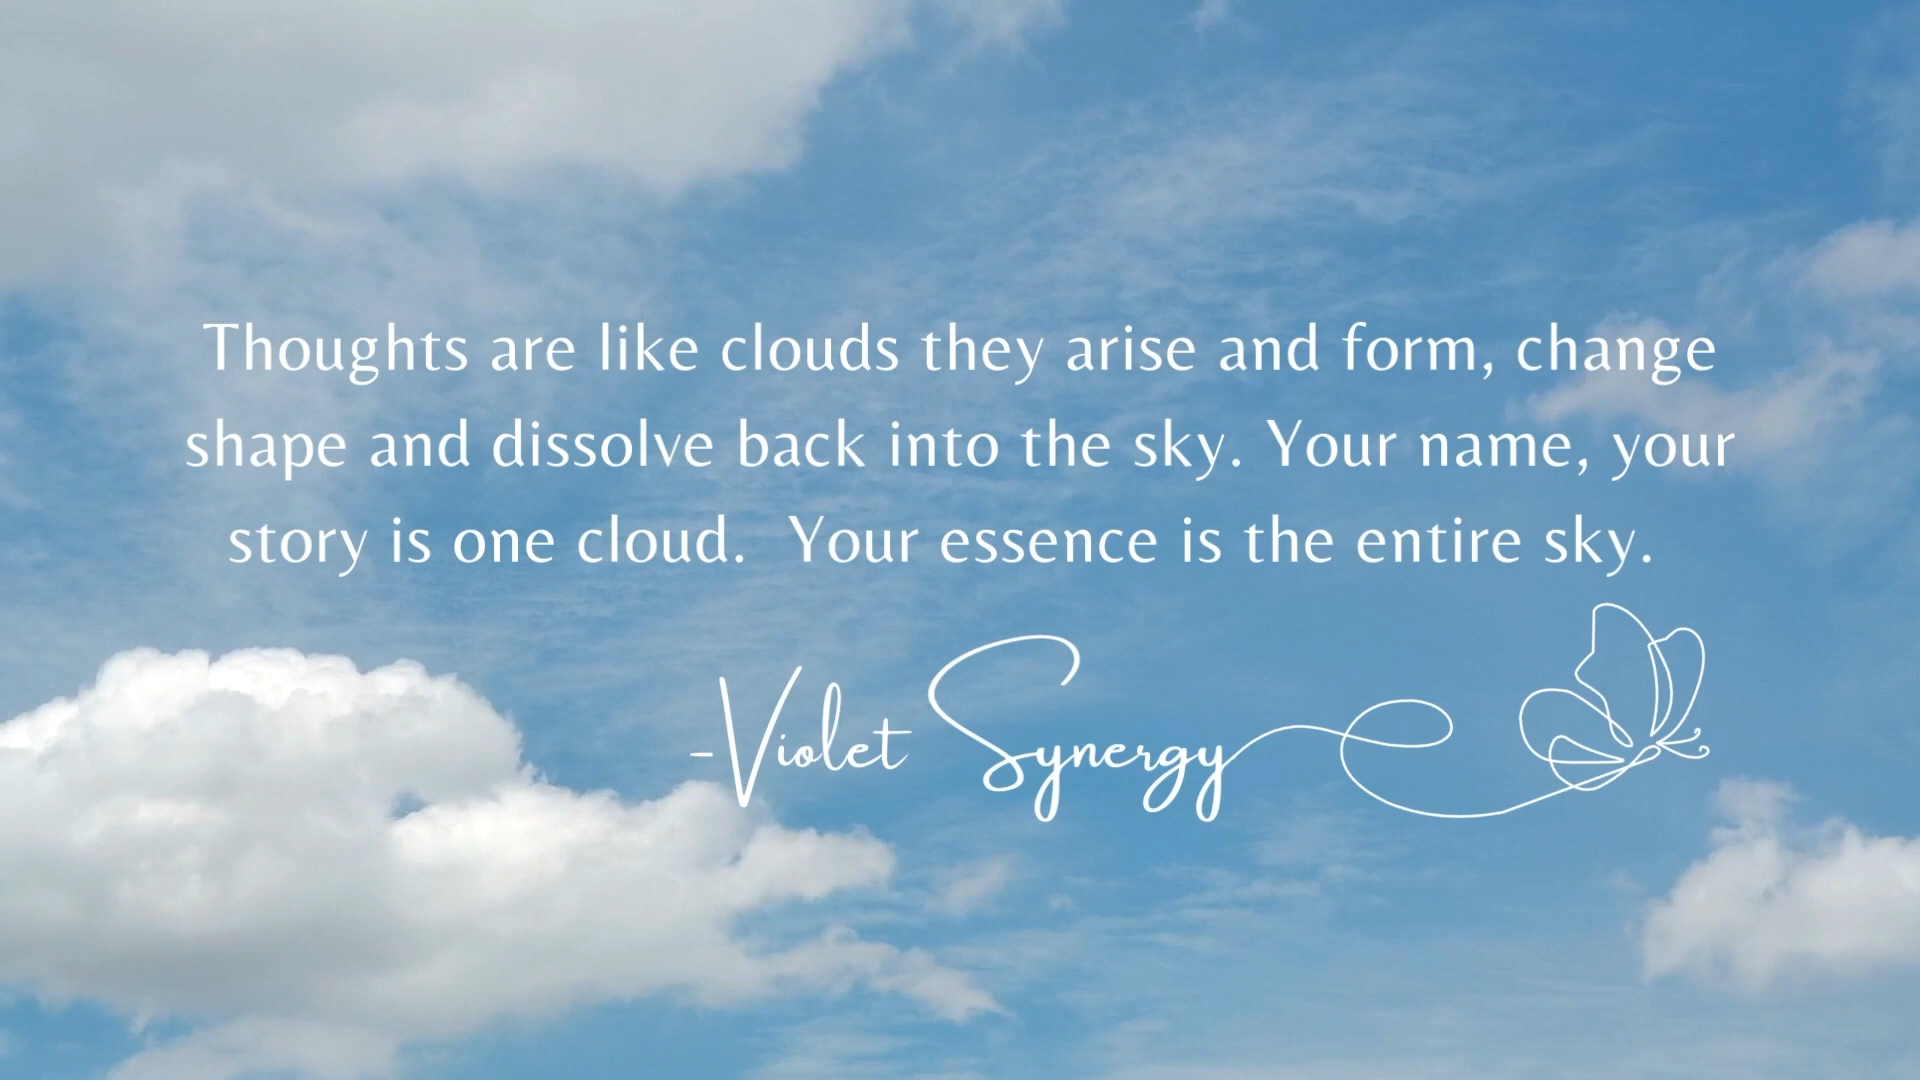 Thoughts are like clouds they arise and form, change
shape and dissolve back into the sky. Your name, your
story is one cloud.  Your essence is the entire sky.
-Violet Synergy